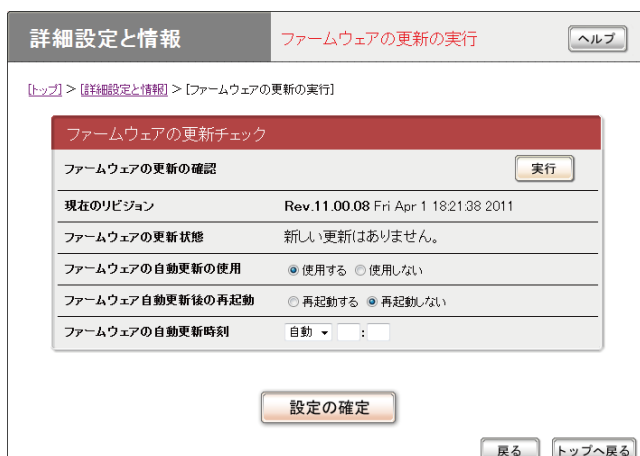 詳細設定と情報 ファームウェアの更新の実行 ヘルプ
[トップ] > [詳細設定と情報] > [ファームウェアの更新の実行]
ファームウェアの更新チェック
ファームウェアの更新の確認 実行
現在のリビジョン Rev.11.00.08 Fri Apr 1 18:21:38 2011
ファームウェアの更新状態 新しい更新はありません。
ファームウェアの自動更新の使用 使用する 使用しない
ファームウェア自動更新後の再起動 再起動する 再起動しない
ファームウェアの自動更新時刻 自動 :
設定の確定
戻る トップへ戻る